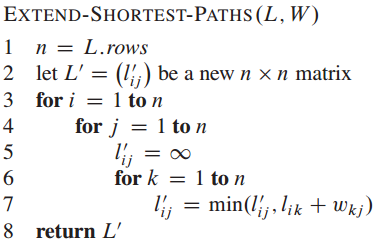 EXTEND-SHORTEST-PATHS(L, W)
1 n = L.rows
2 let L′ = (l′ij) be a new n × n matrix
3 for i = 1 to n
4 for j = 1 to n
5 l′ij = ∞
6 for k = 1 to n
7 l′ij = min(l′ij, lik + wkj)
8 return L′